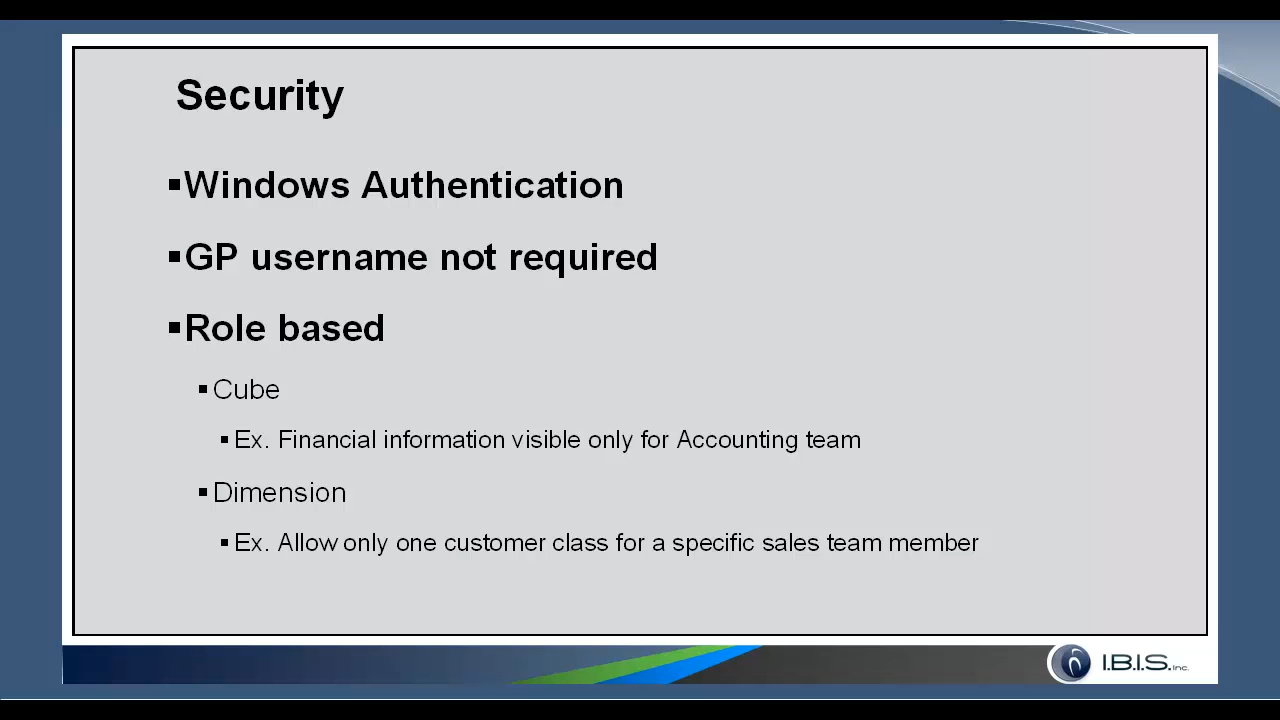 Security
▪Windows Authentication
▪GP username not required
▪Role based
▪Cube
▪Ex. Financial information visible only for Accounting team
▪Dimension
▪Ex. Allow only one customer class for a specific sales team member
I.B.I.S. Inc.